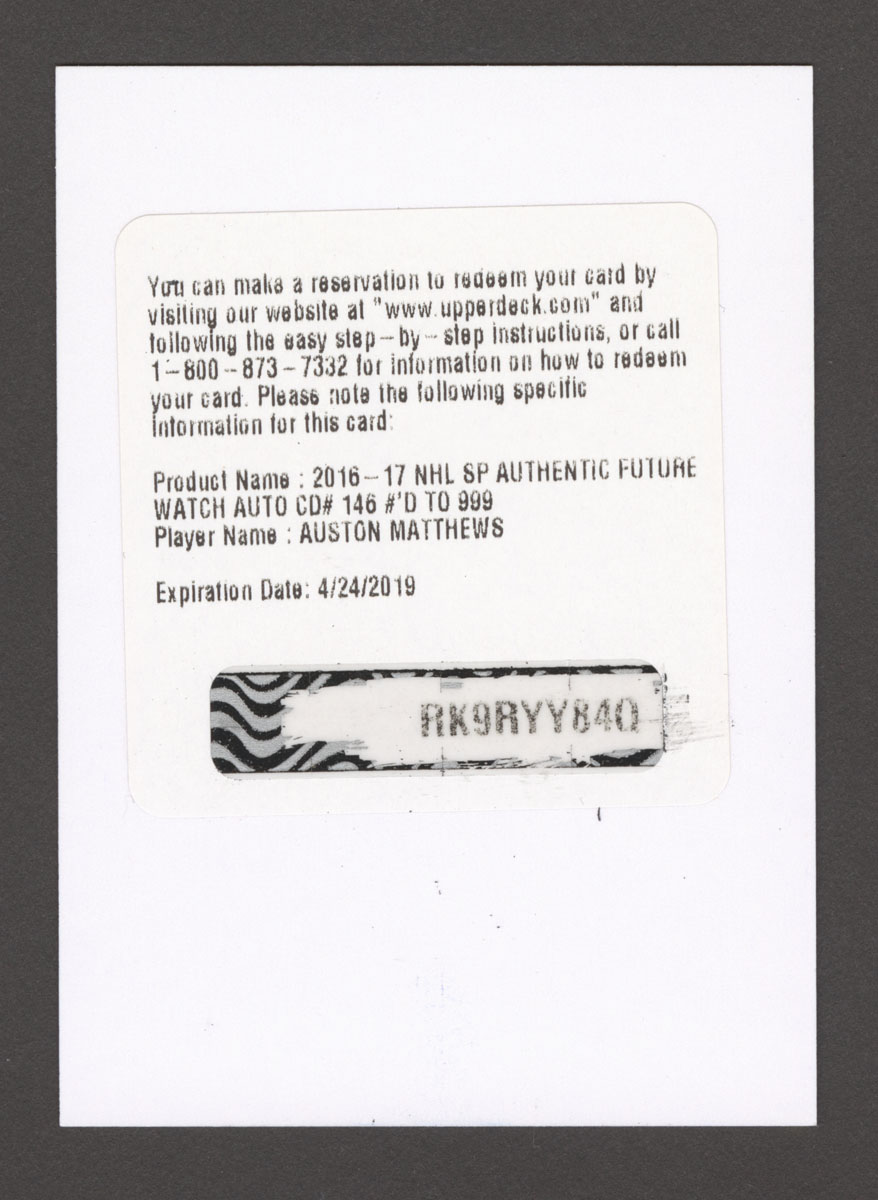 You can make a reservation to redeem your card by
visiting our website at "www.upperdeck.com" and
following the easy step-by-step instructions, or call
1-800-873-7332 for information on how to redeem
your card. Please note the following specific
information for this card:
Product Name : 2016-17 NHL SP AUTHENTIC FUTURE
WATCH AUTO CD# 146 #'D TO 999
Player Name : AUSTON MATTHEWS
Expiration Date: 4/24/2019
RK9RYY84Q